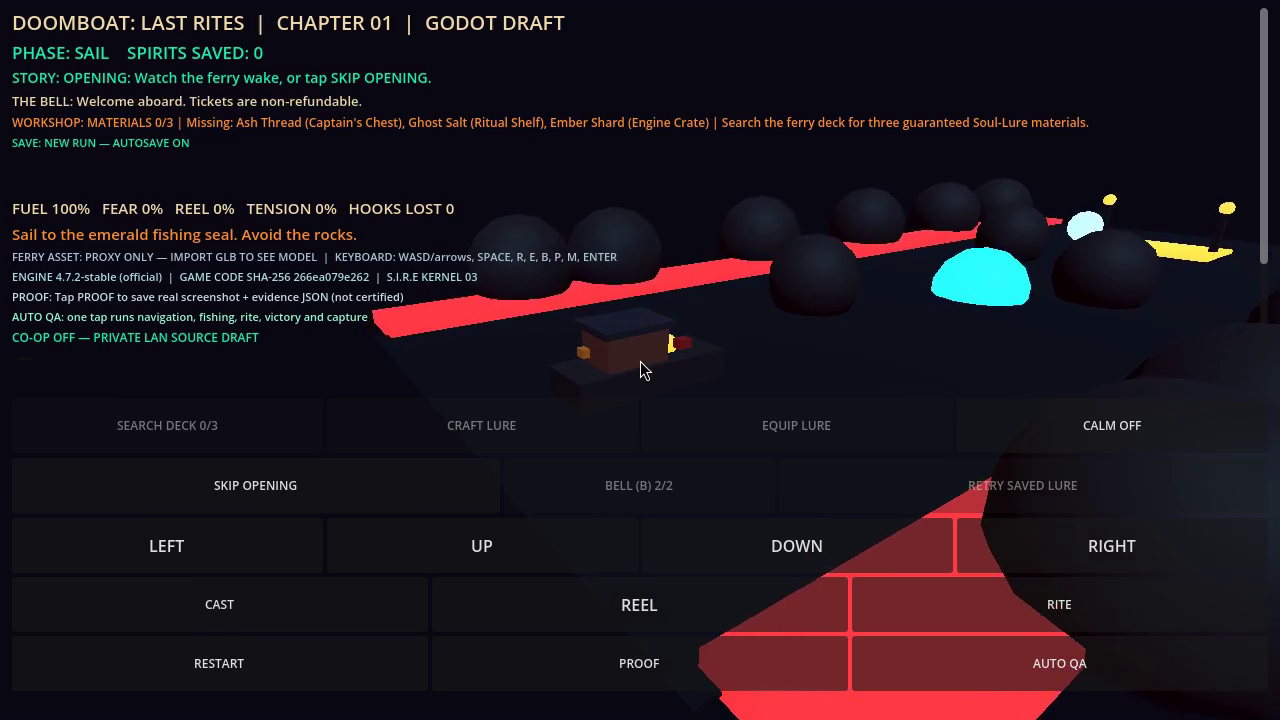 DOOMBOAT: LAST RITES | CHAPTER 01 | GODOT DRAFT
PHASE: SAIL SPIRITS SAVED: 0
STORY: OPENING: Watch the ferry wake, or tap SKIP OPENING.
THE BELL: Welcome aboard. Tickets are non-refundable.
WORKSHOP: MATERIALS 0/3 | Missing: Ash Thread (Captain's Chest), Ghost Salt (Ritual Shelf), Ember Shard (Engine Crate) | Search the ferry deck for three guaranteed Soul-Lure materials.
SAVE: NEW RUN — AUTOSAVE ON
FUEL 100% FEAR 0% REEL 0% TENSION 0% HOOKS LOST 0
Sail to the emerald fishing seal. Avoid the rocks.
FERRY ASSET: PROXY ONLY — IMPORT GLB TO SEE MODEL | KEYBOARD: WASD/arrows, SPACE, R, E, B, P, M, ENTER
ENGINE 4.7.2-stable (official) | GAME CODE SHA-256 266ea079e262 | S.I.R.E KERNEL 03
PROOF: Tap PROOF to save real screenshot + evidence JSON (not certified)
AUTO QA: one tap runs navigation, fishing, rite, victory and capture
CO-OP OFF — PRIVATE LAN SOURCE DRAFT
SEARCH DECK 0/3 CRAFT LURE EQUIP LURE CALM OFF
SKIP OPENING BELL (B) 2/2 RETRY SAVED LURE
LEFT UP DOWN RIGHT
CAST REEL RITE
RESTART PROOF AUTO QA